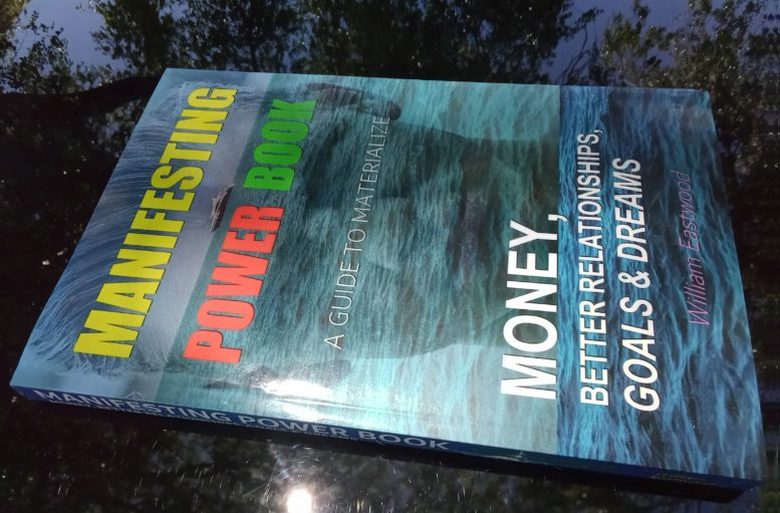 MANIFESTING
POWER BOOK
A GUIDE TO MATERIALIZE
MONEY,
BETTER RELATIONSHIPS,
GOALS & DREAMS
William Eastwood
MANIFESTING POWER BOOK